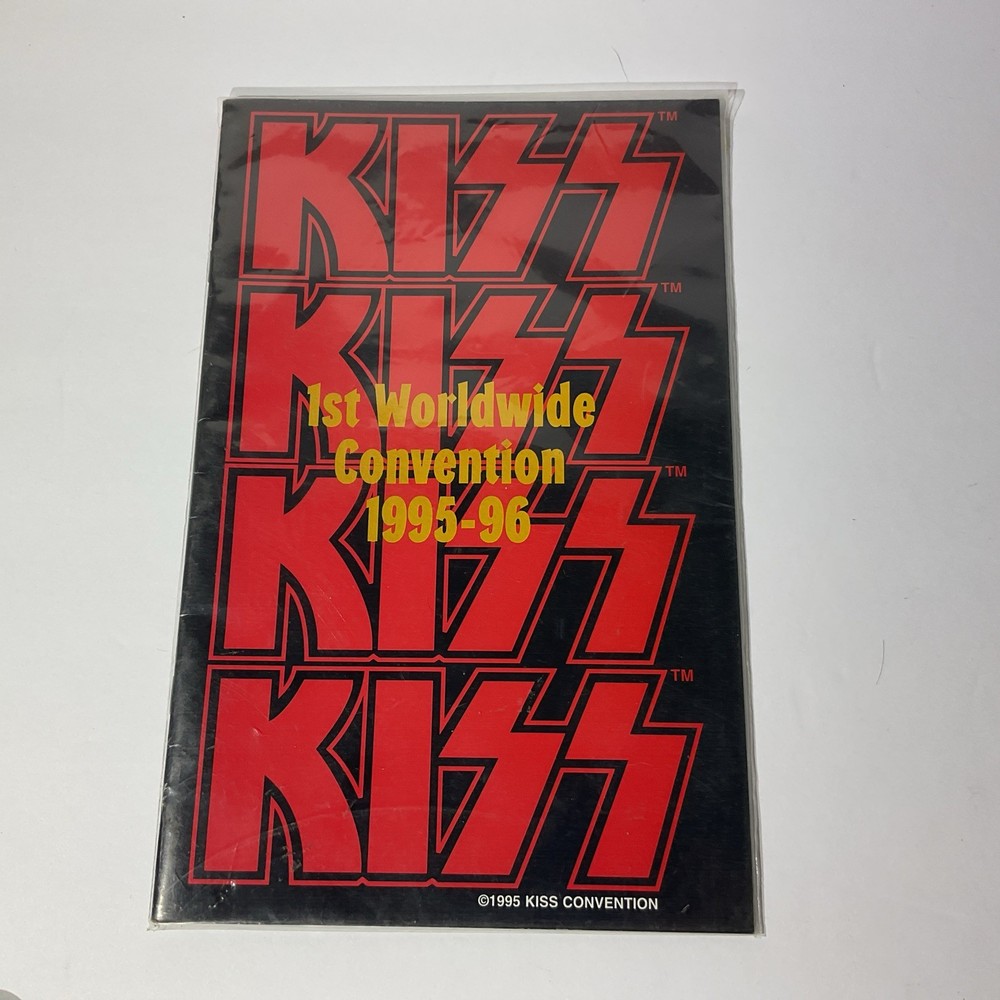 KISS™
KISS™
1st Worldwide
Convention
1995-96
KISS™
KISS™
©1995 KISS CONVENTION